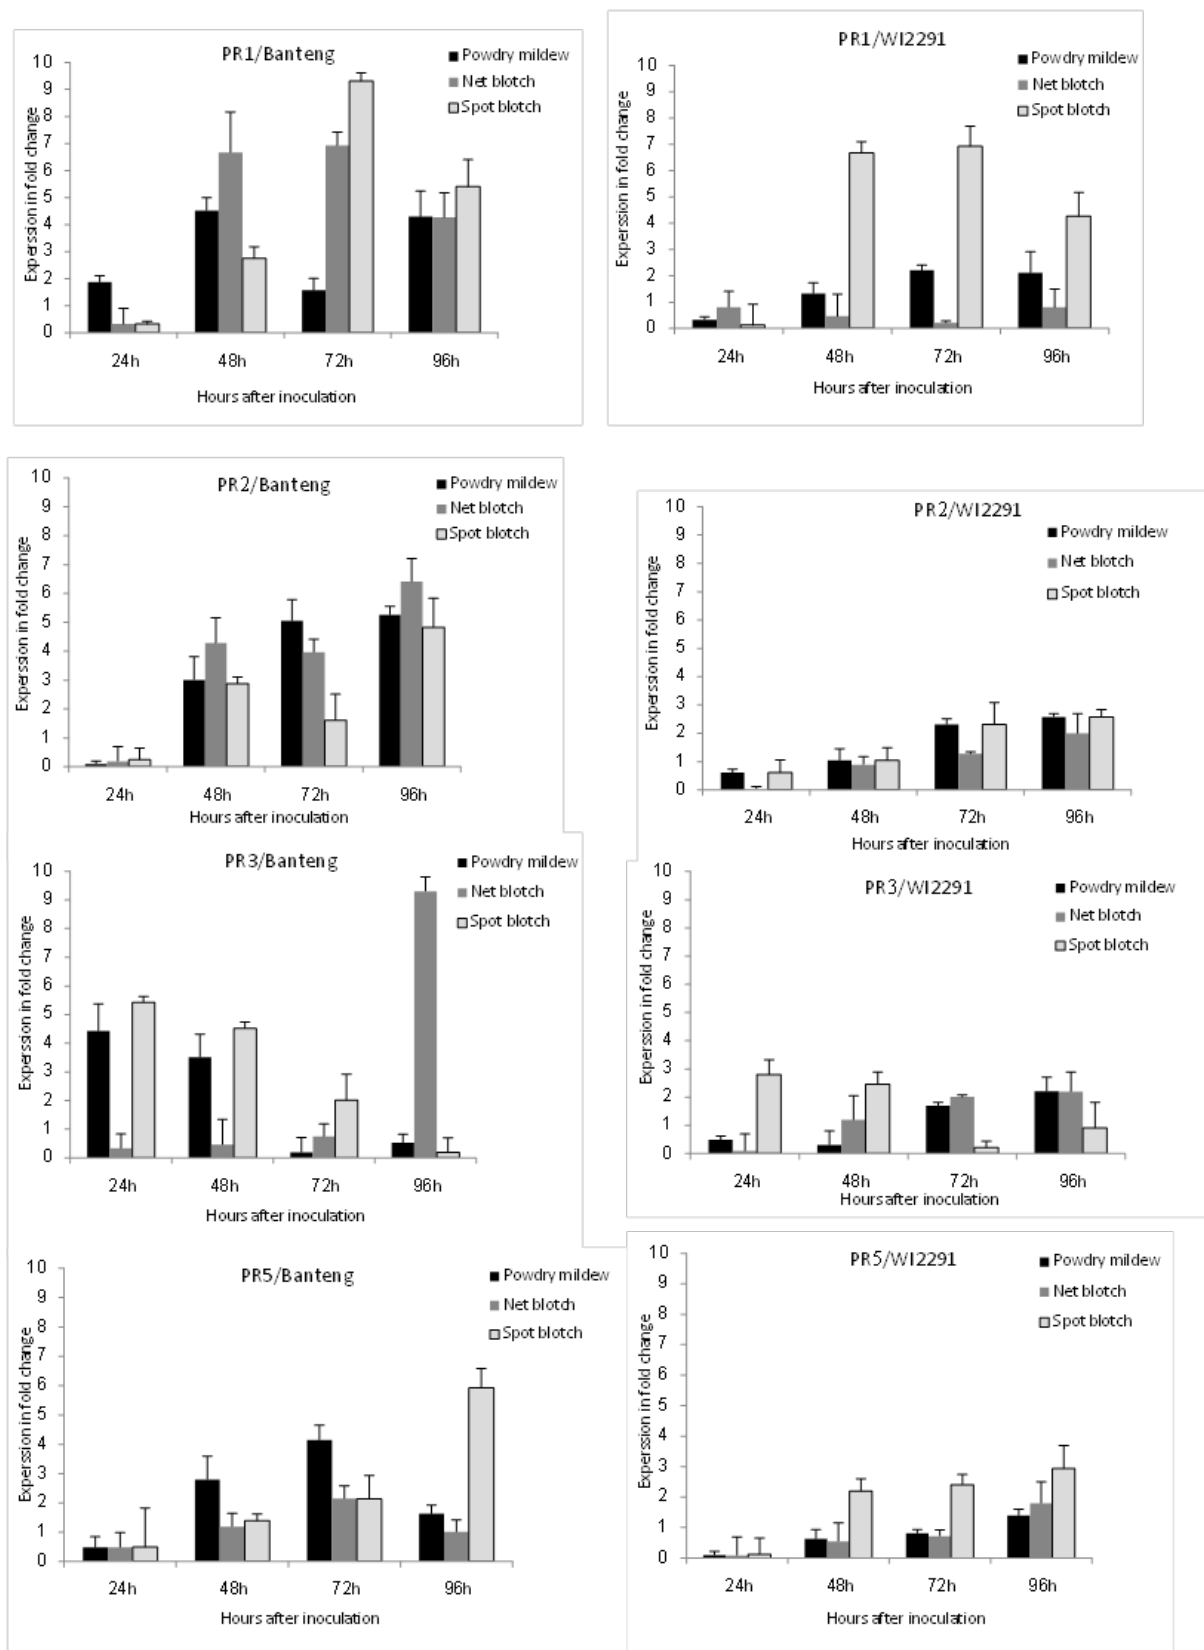 PR1/Banteng
Powdry mildew
Net blotch
Spot blotch
Experssion in fold change
10
9
8
7
6
5
4
3
2
1
0
24h 48h 72h 96h
Hours after inoculation
PR1/WI2291
Powdry mildew
Net blotch
Spot blotch
Experssion in fold change
10
9
8
7
6
5
4
3
2
1
0
24h 48h 72h 96h
Hours after inoculation
PR2/Banteng
Powdry mildew
Net blotch
Spot blotch
Experssion in fold change
10
9
8
7
6
5
4
3
2
1
0
24h 48h 72h 96h
Hours after inoculation
PR2/WI2291
Powdry mildew
Net blotch
Spot blotch
Experssion in fold change
10
9
8
7
6
5
4
3
2
1
0
24h 48h 72h 96h
Hours after inoculation
PR3/Banteng
Powdry mildew
Net blotch
Spot blotch
Experssion in fold change
10
9
8
7
6
5
4
3
2
1
0
24h 48h 72h 96h
Hours after inoculation
PR3/WI2291
Powdry mildew
Net blotch
Spot blotch
Experssion in fold change
10
9
8
7
6
5
4
3
2
1
0
24h 48h 72h 96h
Hours after inoculation
PR5/Banteng
Powdry mildew
Net blotch
Spot blotch
Experssion in fold change
10
9
8
7
6
5
4
3
2
1
0
24h 48h 72h 96h
Hours after inoculation
PR5/WI2291
Powdry mildew
Net blotch
Spot blotch
Experssion in fold change
10
9
8
7
6
5
4
3
2
1
0
24h 48h 72h 96h
Hours after inoculation